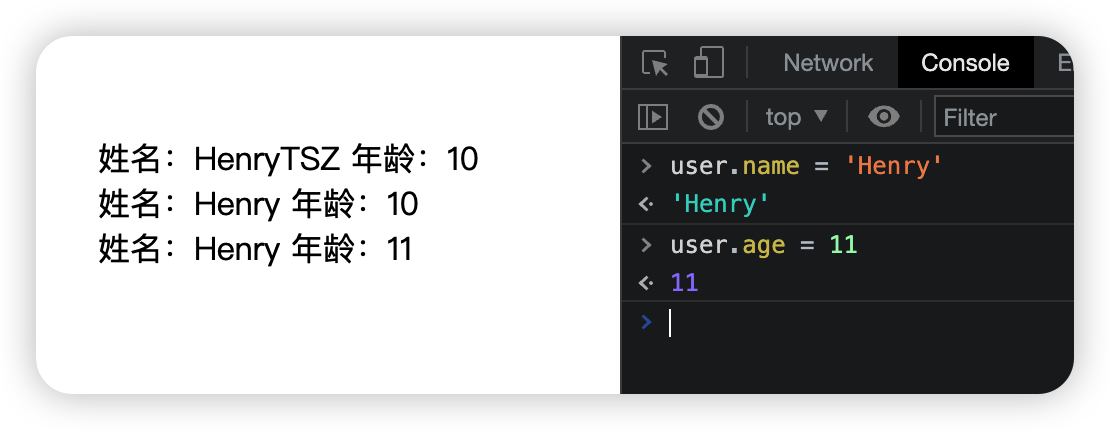 姓名：HenryTSZ 年龄：10
姓名：Henry 年龄：10
姓名：Henry 年龄：11
Network Console
top ▼ Filter
> user.name = 'Henry'
<· 'Henry'
> user.age = 11
<· 11
>